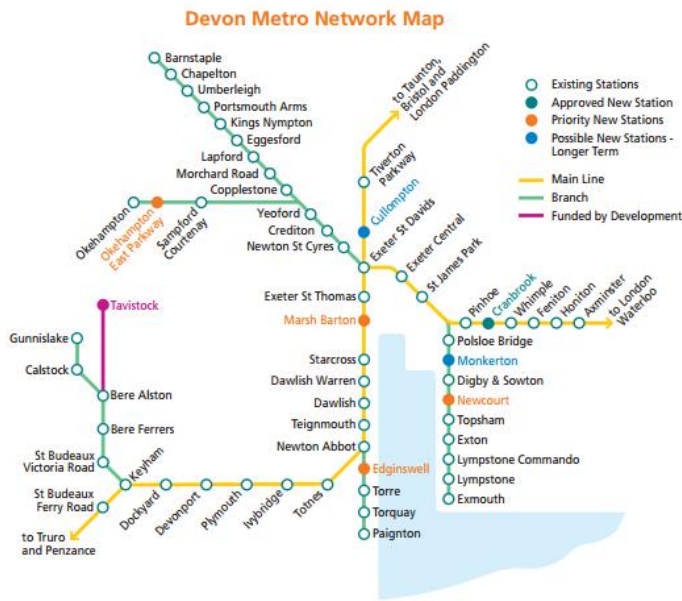 Devon Metro Network Map
Barnstaple
Chapelton
Umberleigh
Portsmouth Arms
Kings Nympton
Eggesford
Lapford
Morchard Road
Copplestone
Yeoford
Crediton
Newton St Cyres
Okehampton
Okehampton
East Parkway
Sampford
Courtenay
to Taunton,
Bristol and
London Paddington
Tiverton
Parkway
Cullompton
Exeter St Davids
Exeter Central
St James Park
Existing Stations
Approved New Station
Priority New Stations
Possible New Stations -
Longer Term
Main Line
Branch
Funded by Development
Pinhoe
Cranbrook
Whimple
Feniton
Honiton
Axminster
to London
Waterloo
Exeter St Thomas
Marsh Barton
Starcross
Dawlish Warren
Dawlish
Teignmouth
Newton Abbot
Edginswell
Torre
Torquay
Paignton
Polsloe Bridge
Monkerton
Digby & Sowton
Newcourt
Topsham
Exton
Lympstone Commando
Lympstone
Exmouth
Tavistock
Gunnislake
Calstock
Bere Alston
Bere Ferrers
St Budeaux
Victoria Road
St Budeaux
Ferry Road
Keyham
Dockyard
Devonport
Plymouth
Ivybridge
Totnes
to Truro
and Penzance